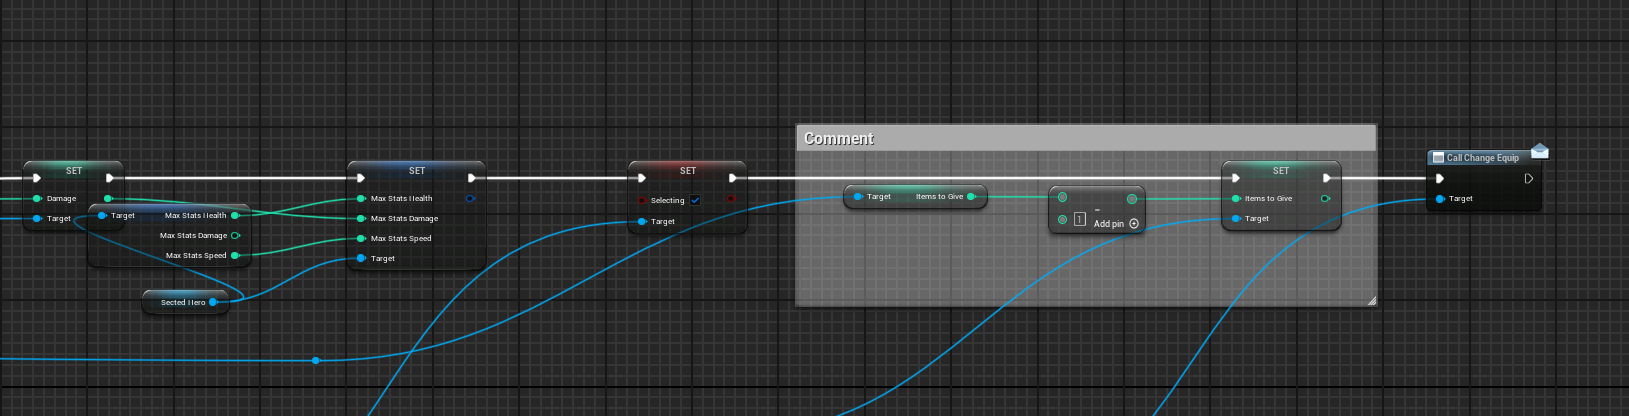 SET
Damage
Target
Target
Max Stats Health
Max Stats Damage
Max Stats Speed
Sected Hero
SET
Max Stats Health
Max Stats Damage
Max Stats Speed
Target
SET
Selecting
Target
Comment
Target Items to Give
-
1
Add pin
SET
Items to Give
Target
Call Change Equip
Target